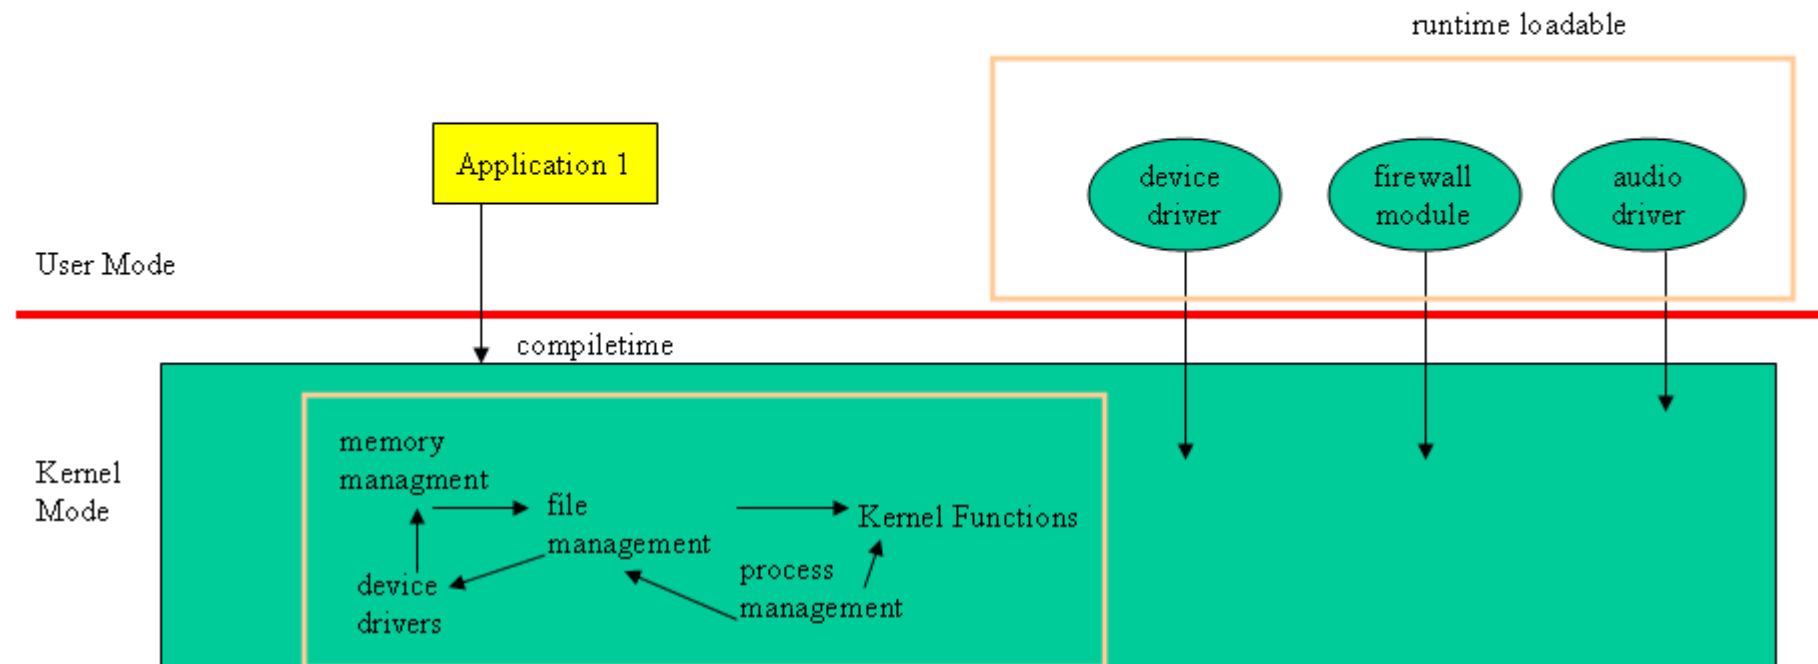 runtime loadable
Application 1
device
driver
firewall
module
audio
driver
User Mode
compiletime
Kernel
Mode
memory
managment
file
management
Kernel Functions
process
management
device
drivers